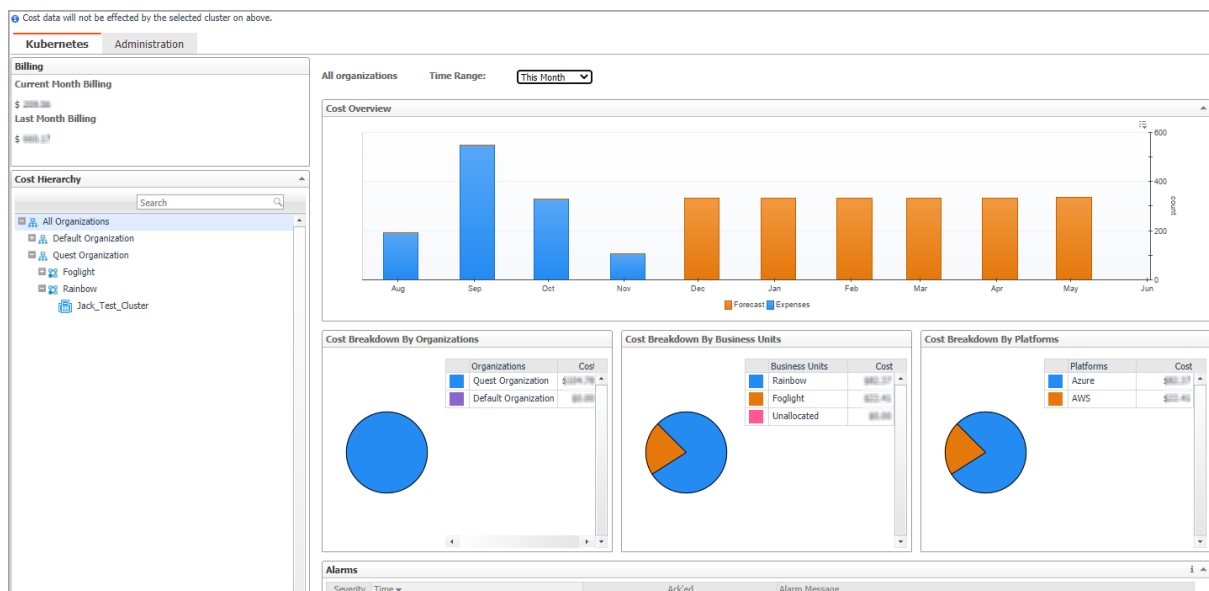 Cost data will not be effected by the selected cluster on above.
Kubernetes Administration
Billing
Current Month Billing
$
Last Month Billing
$
Cost Hierarchy
Search
All Organizations
Default Organization
Quest Organization
Foglight
Rainbow
Jack_Test_Cluster
All organizations Time Range: This Month
Cost Overview
600
400
200
0
count
Aug Sep Oct Nov Dec Jan Feb Mar Apr May Jun
Forecast Expenses
Cost Breakdown By Organizations
Organizations Cost
Quest Organization
Default Organization
Cost Breakdown By Business Units
Business Units Cost
Rainbow
Foglight
Unallocated
Cost Breakdown By Platforms
Platforms Cost
Azure
AWS
Alarms
Severity Time Ack'ed Alarm Message